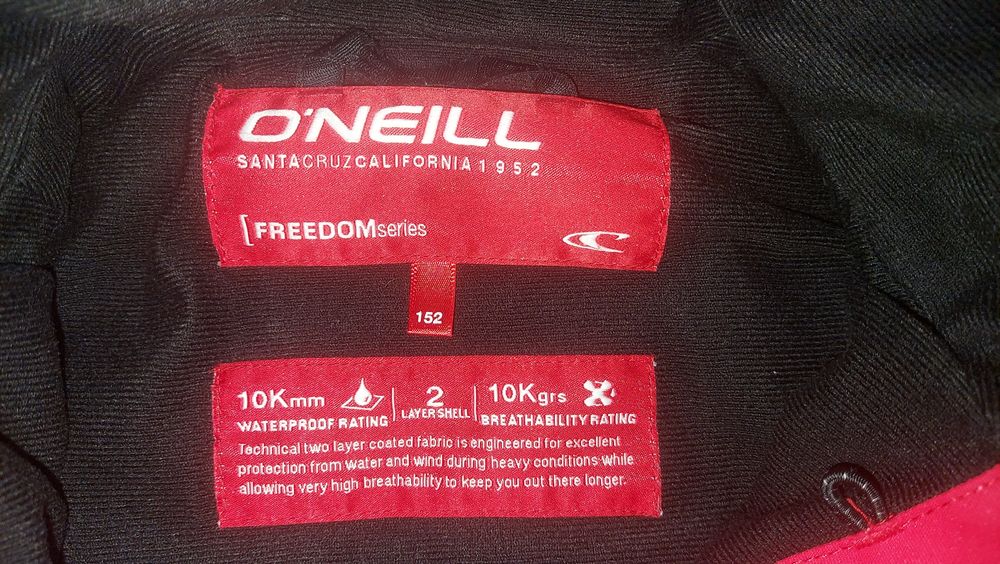 O'NEILL
SANTACRUZCALIFORNIA1952
[FREEDOMseries
152
10Kmm | 2 | 10Kgrs
WATERPROOF RATING LAYER SHELL BREATHABILITY RATING
Technical two layer coated fabric is engineered for excellent
protection from water and wind during heavy conditions while
allowing very high breathability to keep you out there longer.